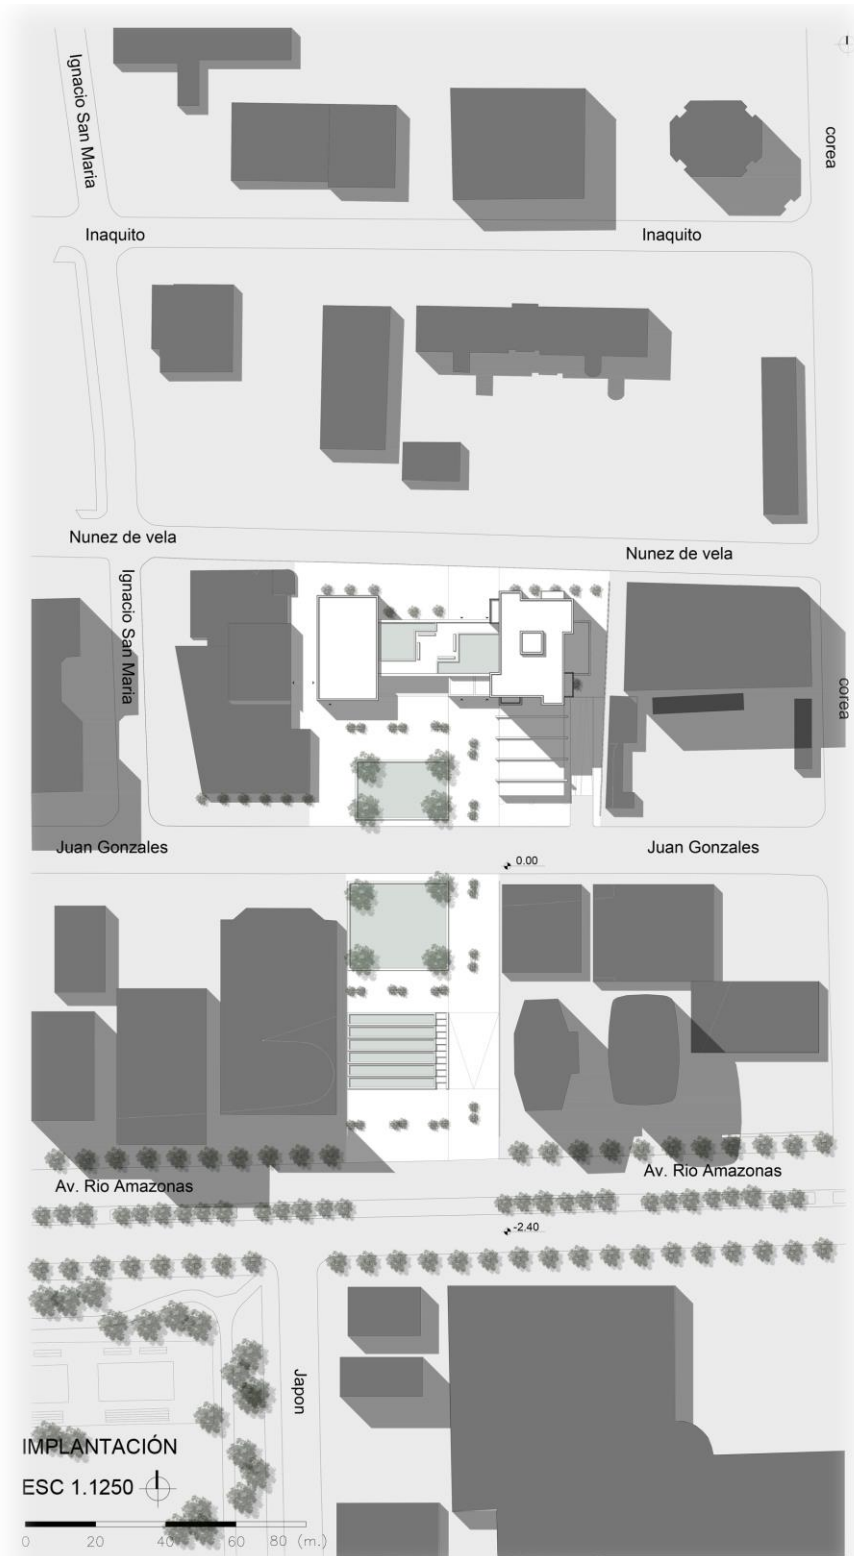 Ignacio San Maria
corea
Inaquito
Inaquito
Nunez de vela
Nunez de vela
Ignacio San Maria
corea
Juan Gonzales
Juan Gonzales
0.00
Av. Rio Amazonas
Av. Rio Amazonas
-2.40
Japon
IMPLANTACIÓN
ESC 1.1250
0 20 40 60 80 (m.)